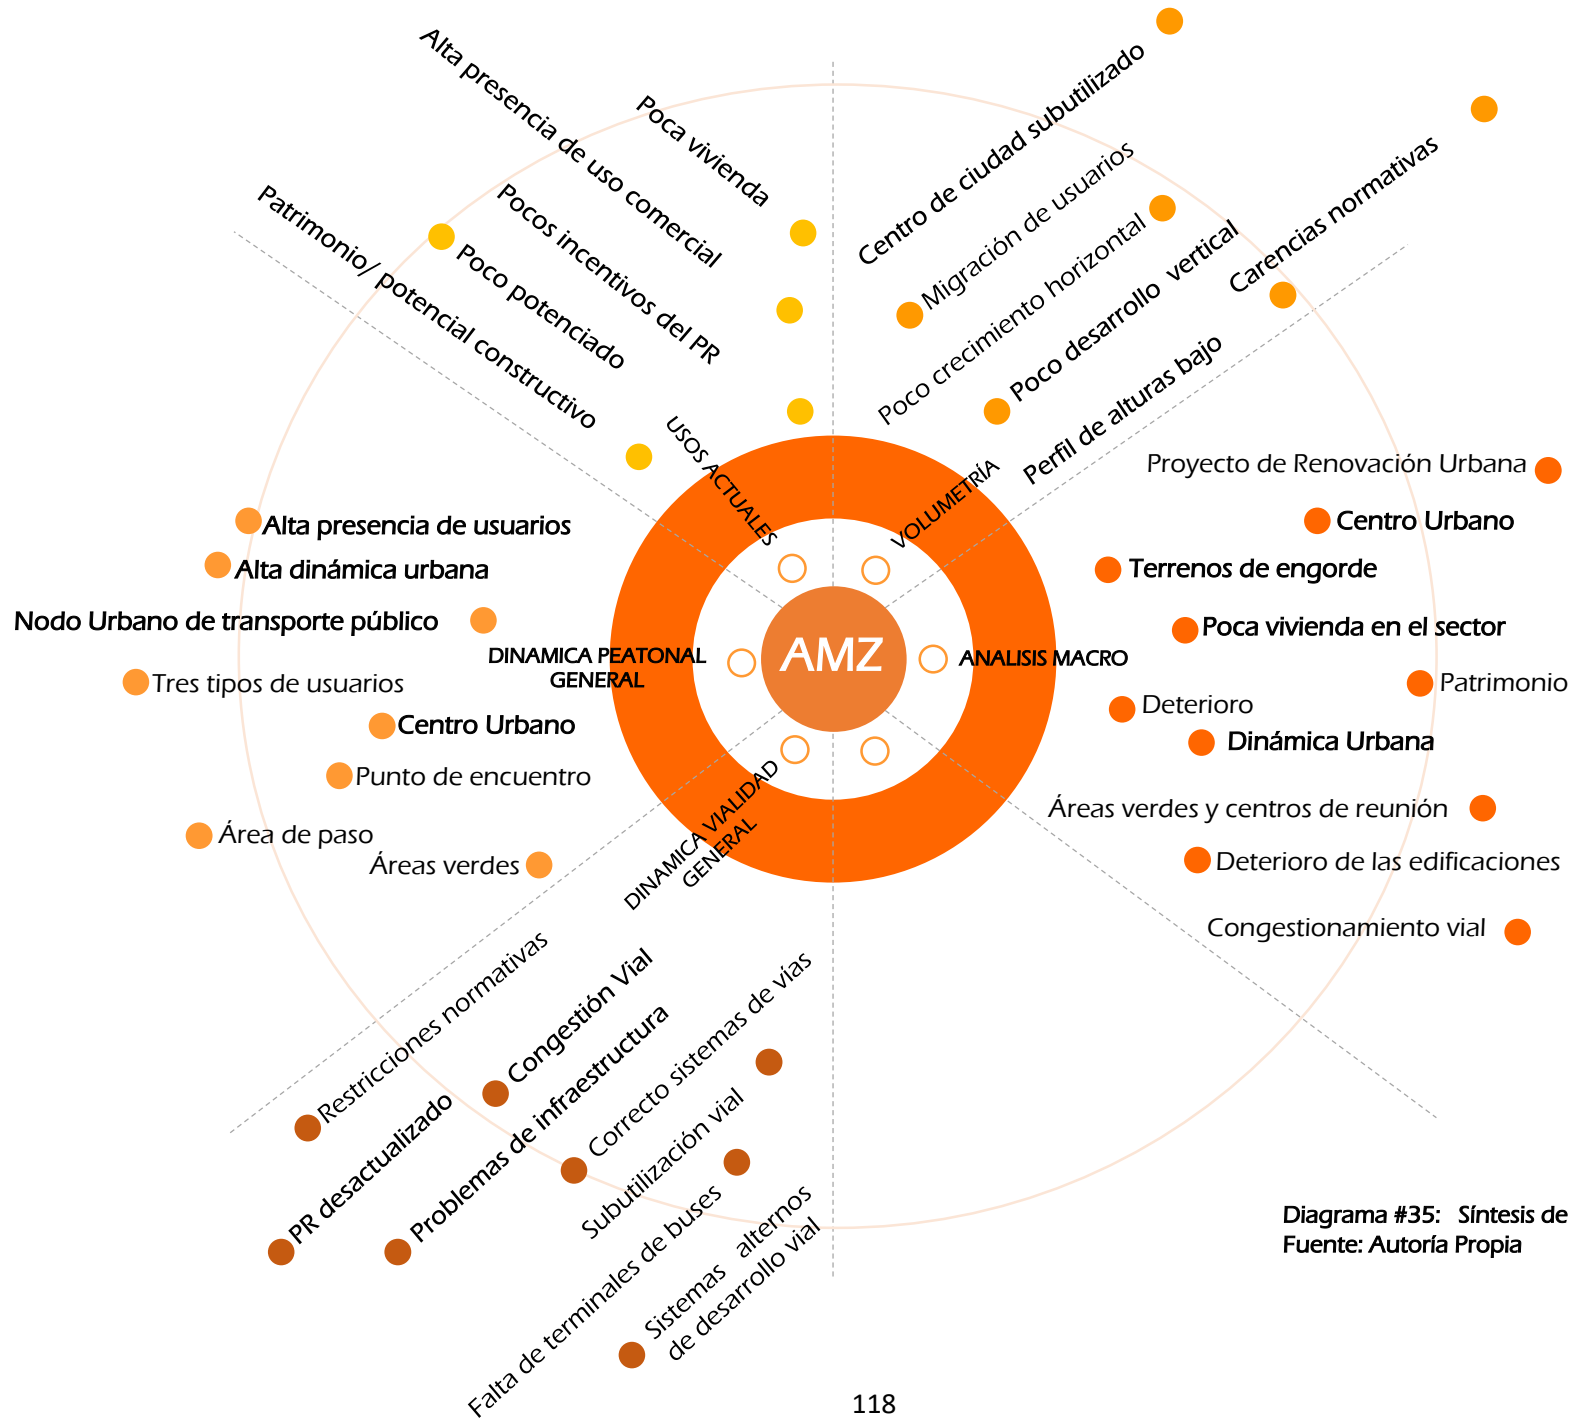 Alta presencia de uso comercial
Poca vivienda
Pocos incentivos del PR
Patrimonio/ potencial constructivo
Poco potenciado
USOS ACTUALES
Centro de ciudad subutilizado
Migración de usuarios
Poco crecimiento horizontal
Poco desarrollo vertical
Carencias normativas
Perfil de alturas bajo
VOLUMETRÍA
Proyecto de Renovación Urbana
Centro Urbano
Terrenos de engorde
Poca vivienda en el sector
ANALISIS MACRO
Patrimonio
Deterioro
Dinámica Urbana
Áreas verdes y centros de reunión
Deterioro de las edificaciones
Congestionamiento vial
AMZ
Alta presencia de usuarios
Alta dinámica urbana
Nodo Urbano de transporte público
DINAMICA PEATONAL
GENERAL
Tres tipos de usuarios
Centro Urbano
Punto de encuentro
Área de paso
Áreas verdes
DINAMICA VIALIDAD
GENERAL
Restricciones normativas
Congestión Vial
PR desactualizado
Problemas de infraestructura
Correcto sistemas de vías
Subutilización vial
Falta de terminales de buses
Sistemas alternos
de desarrollo vial
Diagrama #35: Síntesis de
Fuente: Autoría Propia
118